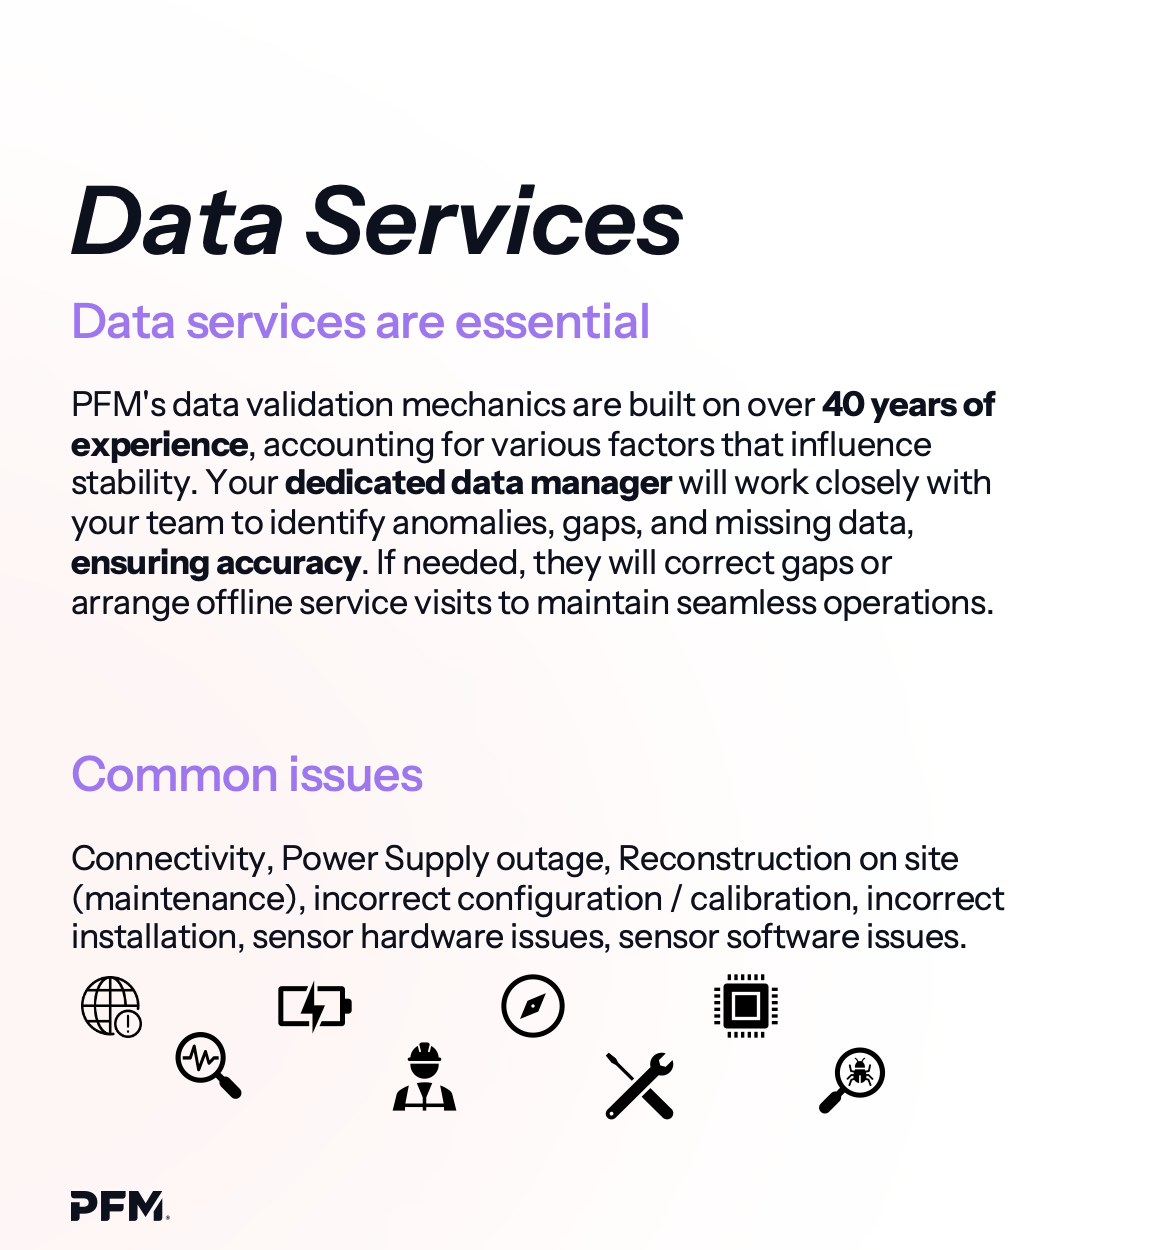 Data Services
Data services are essential
PFM's data validation mechanics are built on over 40 years of
experience, accounting for various factors that influence
stability. Your dedicated data manager will work closely with
your team to identify anomalies, gaps, and missing data,
ensuring accuracy. If needed, they will correct gaps or
arrange offline service visits to maintain seamless operations.
Common issues
Connectivity, Power Supply outage, Reconstruction on site
(maintenance), incorrect configuration / calibration, incorrect
installation, sensor hardware issues, sensor software issues.
PFM